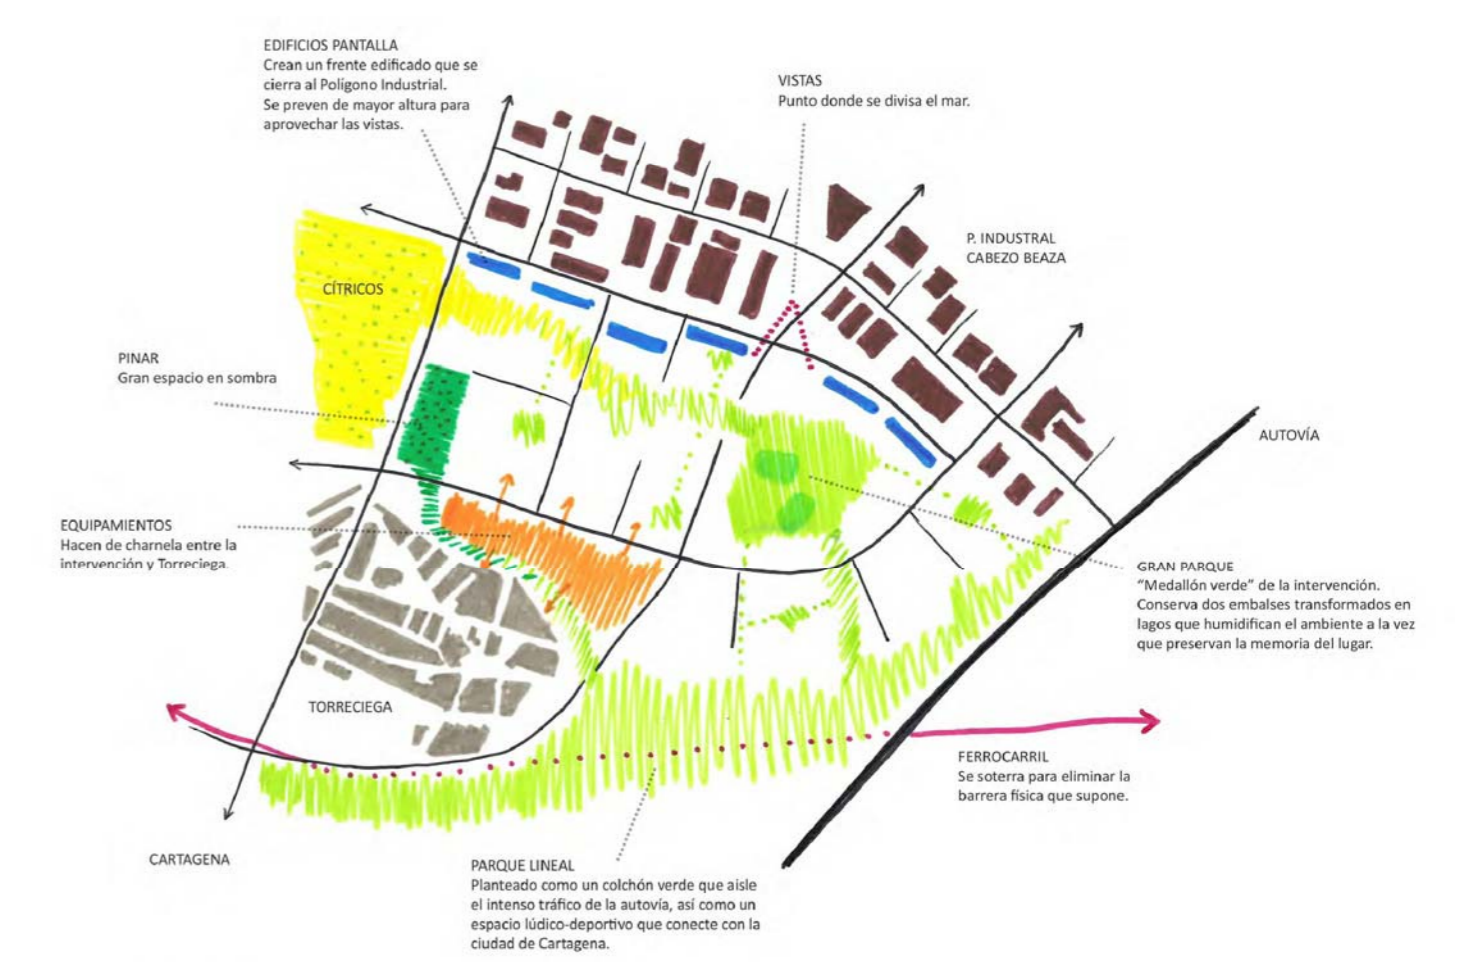 EDIFICIOS PANTALLA
Crean un frente edificado que se
cierra al Polígono Industrial.
Se preven de mayor altura para
aprovechar las vistas.
VISTAS
Punto donde se divisa el mar.
P. INDUSTRAL
CABEZO BEAZA
CÍTRICOS
PINAR
Gran espacio en sombra
AUTOVÍA
EQUIPAMIENTOS
Hacen de charnela entre la
intervención y Torreciega.
GRAN PARQUE
“Medallón verde” de la intervención.
Conserva dos embalses transformados en
lagos que humidifican el ambiente a la vez
que preservan la memoria del lugar.
TORRECIEGA
FERROCARRIL
Se soterra para eliminar la
barrera física que supone.
CARTAGENA
PARQUE LINEAL
Planteado como un colchón verde que aisle
el intenso tráfico de la autovía, así como un
espacio lúdico-deportivo que conecte con la
ciudad de Cartagena.